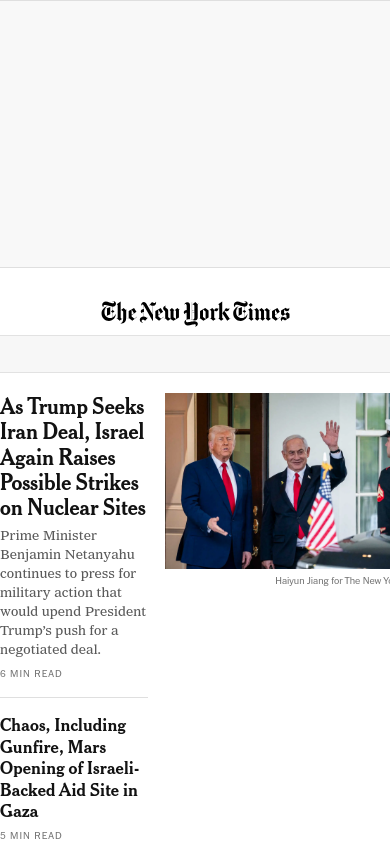 The New York Times
As Trump Seeks
Iran Deal, Israel
Again Raises
Possible Strikes
on Nuclear Sites
Prime Minister
Benjamin Netanyahu
continues to press for
military action that
would upend President
Trump’s push for a
negotiated deal.
6 MIN READ
Haiyun Jiang for The New Yo
Chaos, Including
Gunfire, Mars
Opening of Israeli-
Backed Aid Site in
Gaza
5 MIN READ